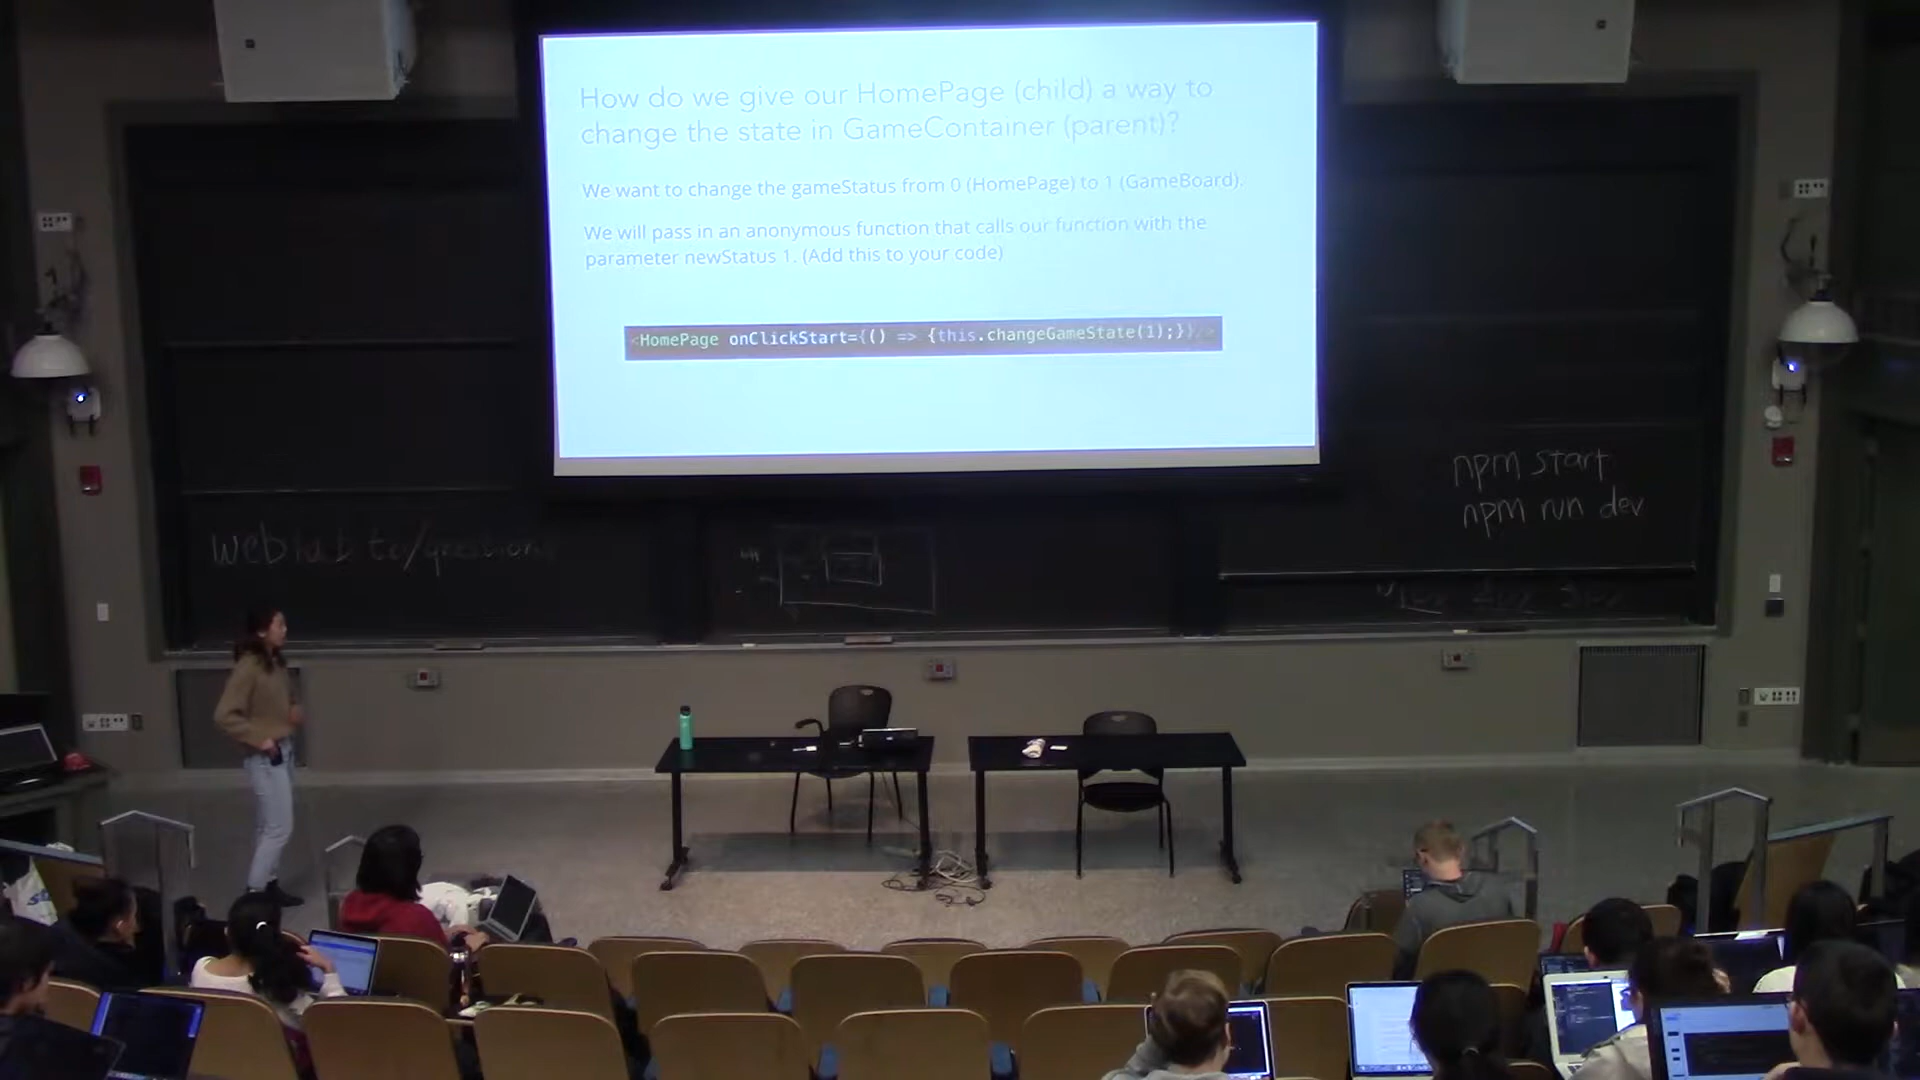 How do we give our HomePage (child) a way to
change the state in GameContainer (parent)?
We want to change the gameStatus from 0 (HomePage) to 1 (GameBoard).
We will pass in an anonymous function that calls our function with the
parameter newStatus 1. (Add this to your code)
<HomePage onClickStart={() => {this.changeGameState(1);}}/>
npm start
npm run dev
weblab to/questions